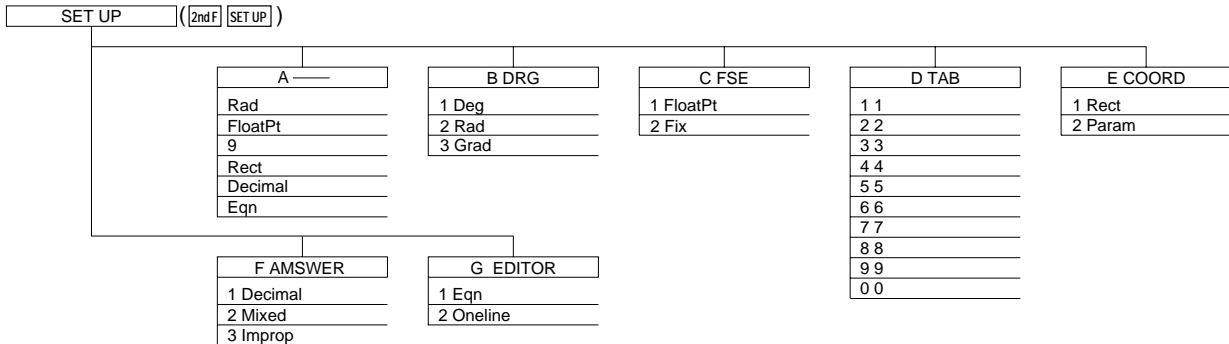 SET UP ( 2ndF SET UP )
A ——
Rad
FloatPt
9
Rect
Decimal
Eqn
B DRG
1 Deg
2 Rad
3 Grad
C FSE
1 FloatPt
2 Fix
D TAB
1 1
2 2
3 3
4 4
5 5
6 6
7 7
8 8
9 9
0 0
E COORD
1 Rect
2 Param
F AMSWER
1 Decimal
2 Mixed
3 Improp
G EDITOR
1 Eqn
2 Oneline